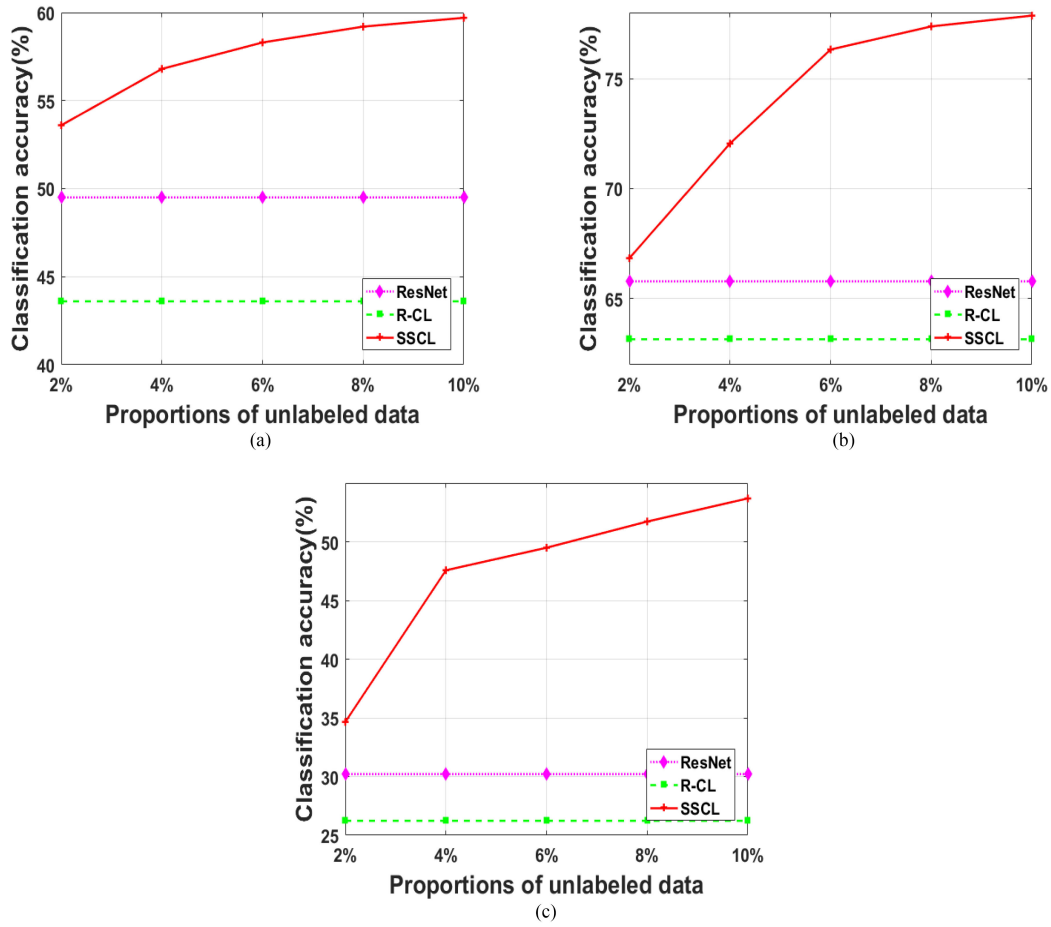 Classification accuracy(%)
60
55
50
45
40
ResNet
R-CL
SSCL
2%
4%
6%
8%
10%
Proportions of unlabeled data
(a)
Classification accuracy(%)
75
70
65
ResNet
R-CL
SSCL
2%
4%
6%
8%
10%
Proportions of unlabeled data
(b)
Classification accuracy(%)
50
45
40
35
30
25
ResNet
R-CL
SSCL
2%
4%
6%
8%
10%
Proportions of unlabeled data
(c)